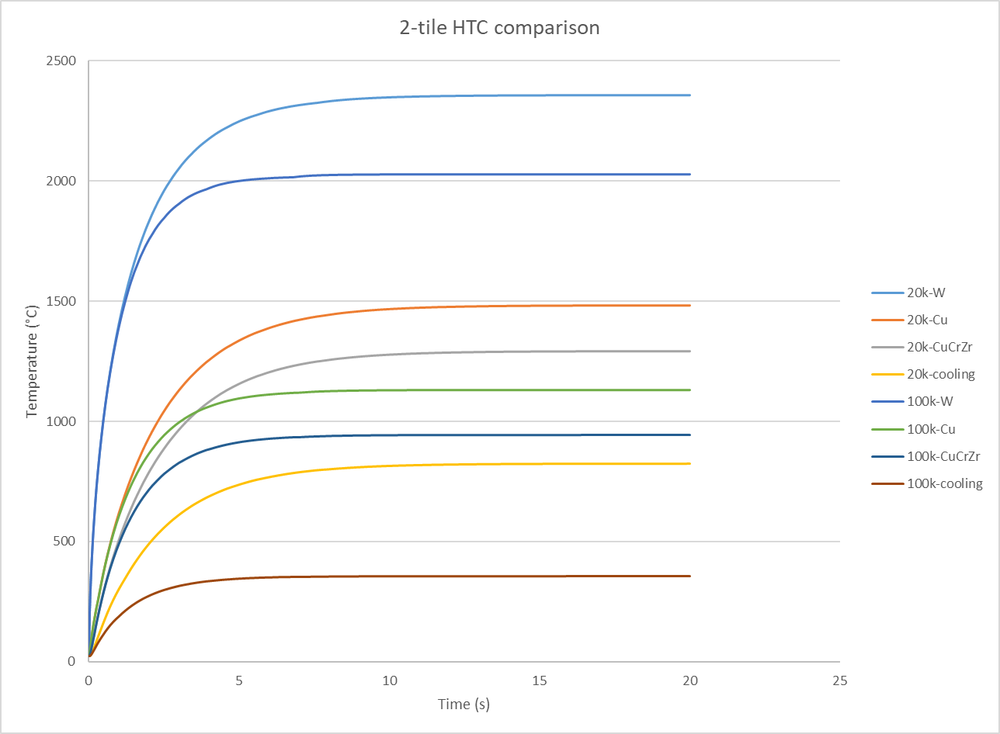 2-tile HTC comparison
2500
2000
1500
1000
500
0
Temperature (°C)
0 5 10 15 20 25
Time (s)
20k-W
20k-Cu
20k-CuCrZr
20k-cooling
100k-W
100k-Cu
100k-CuCrZr
100k-cooling